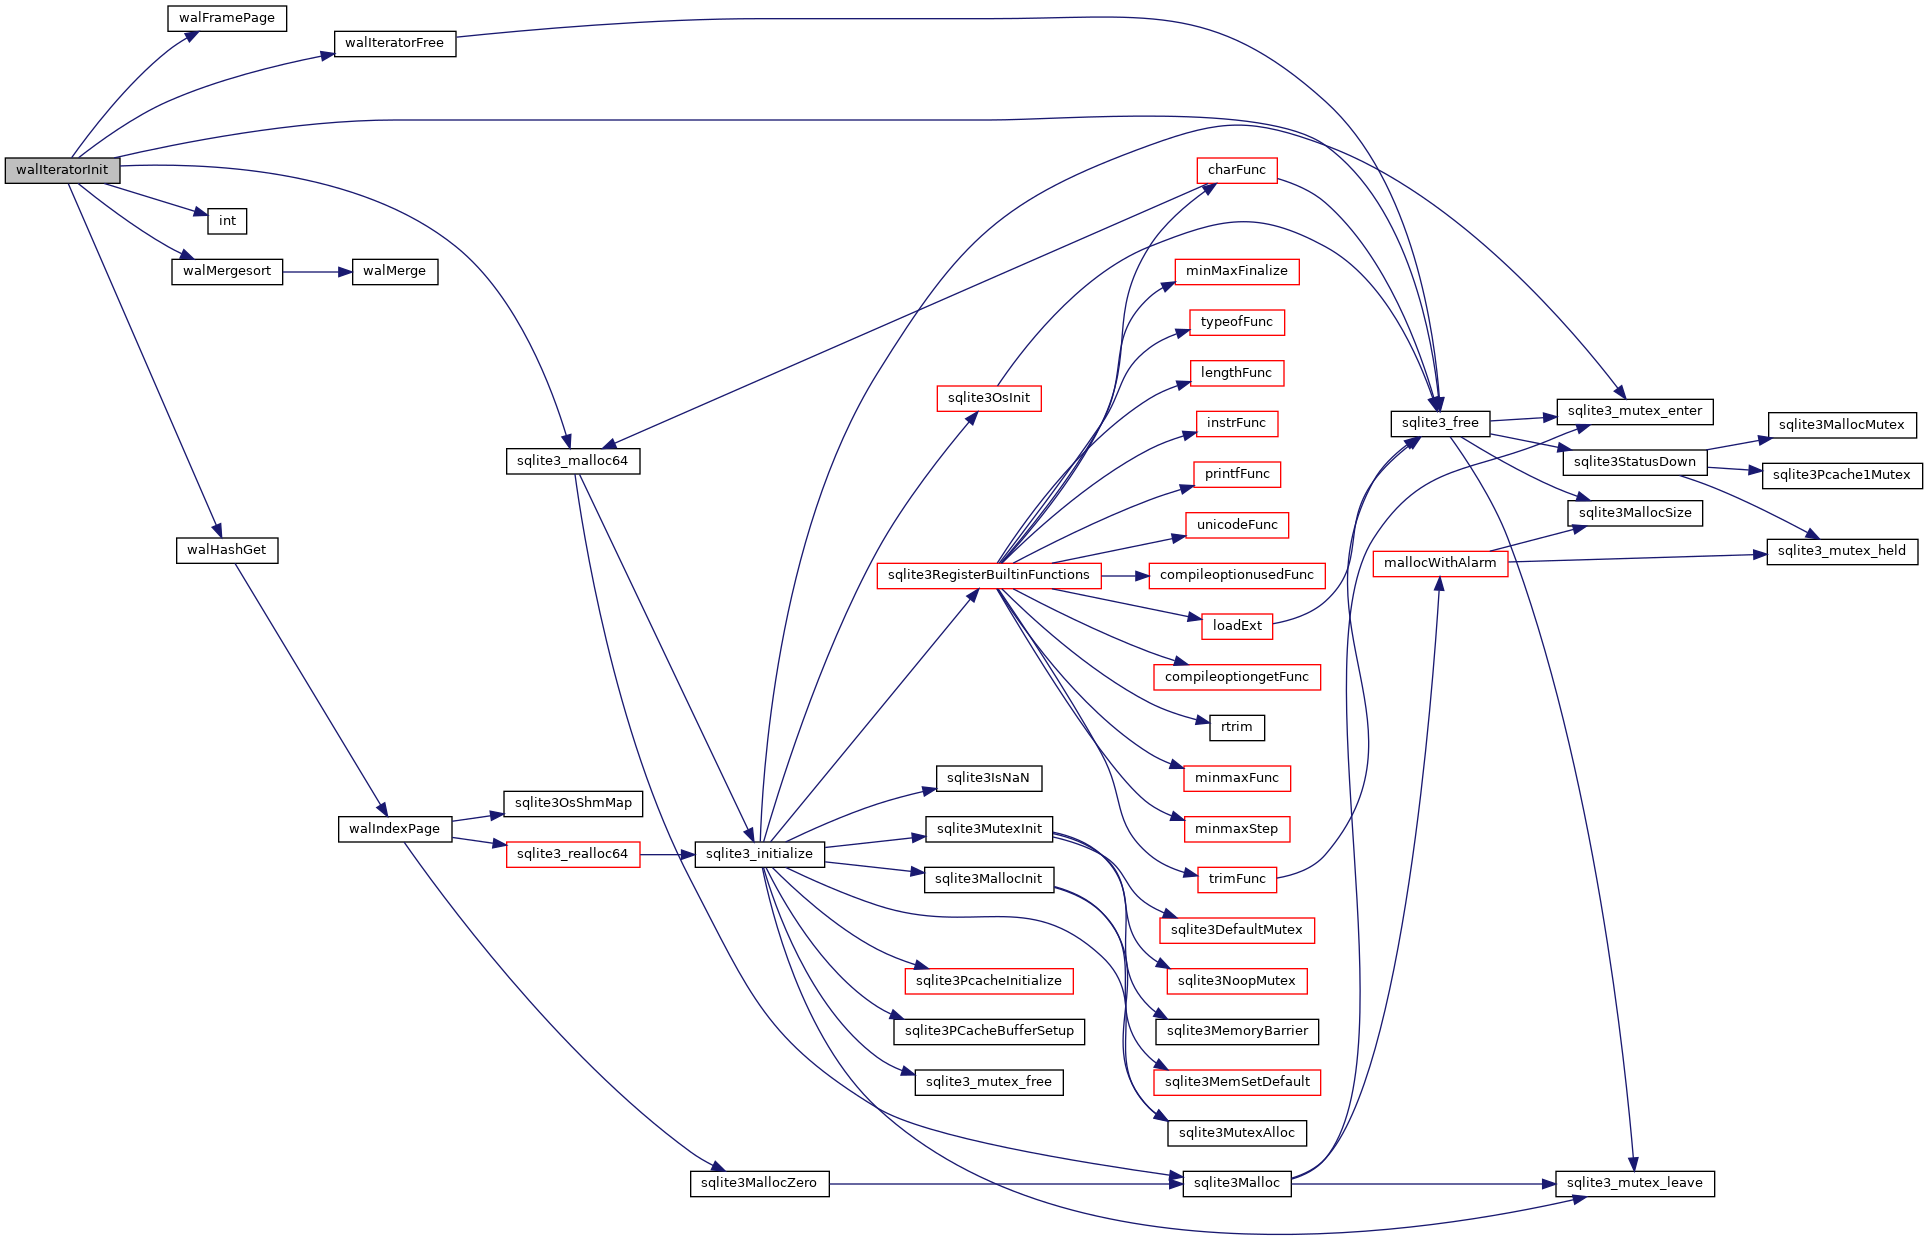 walFramePage
walIteratorFree
walIteratorInit
charFunc
int
walMergesort
walMerge
minMaxFinalize
typeofFunc
lengthFunc
sqlite3OsInit
sqlite3_mutex_enter
instrFunc
sqlite3_free
sqlite3MallocMutex
sqlite3_malloc64
sqlite3StatusDown
printfFunc
sqlite3Pcache1Mutex
sqlite3MallocSize
unicodeFunc
walHashGet
sqlite3_mutex_held
mallocWithAlarm
sqlite3RegisterBuiltinFunctions
compileoptionusedFunc
loadExt
compileoptiongetFunc
rtrim
sqlite3IsNaN
minmaxFunc
sqlite3OsShmMap
walIndexPage
sqlite3MutexInit
minmaxStep
sqlite3_realloc64
sqlite3_initialize
sqlite3MallocInit
trimFunc
sqlite3DefaultMutex
sqlite3PcacheInitialize
sqlite3NoopMutex
sqlite3PCacheBufferSetup
sqlite3MemoryBarrier
sqlite3_mutex_free
sqlite3MemSetDefault
sqlite3MutexAlloc
sqlite3MallocZero
sqlite3Malloc
sqlite3_mutex_leave